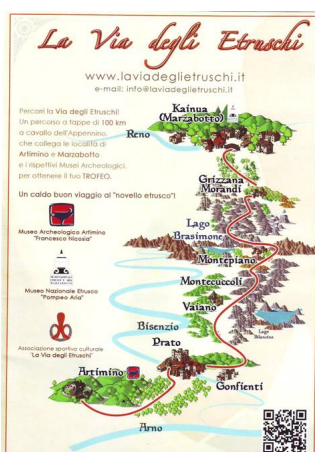 La Via degli Etruschi
www.laviadeglietruschi.it
e-mail: info@laviadeglietruschi.it
Percorri la Via degli Etruschi!
Un percorso a tappe di 100 km
a cavallo dell'Appennino,
che collega le località di
Artimino e Marzabotto
e i rispettivi Musei Archeologici,
per ottenere il tuo TROFEO.
Un caldo buon viaggio al "novello etrusco"!
Museo Archeologico Artimino
"Francesco Nicosia"
Museo Nazionale Etrusco
"Pompeo Aria"
Associazione sportiva culturale
"La Via degli Etruschi"
Kainua
(Marzabotto)
Reno
Grizzana
Morandi
Lago
Brasimone
Montepiano
Montecuccoli
Vaiano
Lago
Bilancino
Bisenzio
Prato
Artimino
Gonfienti
Arno